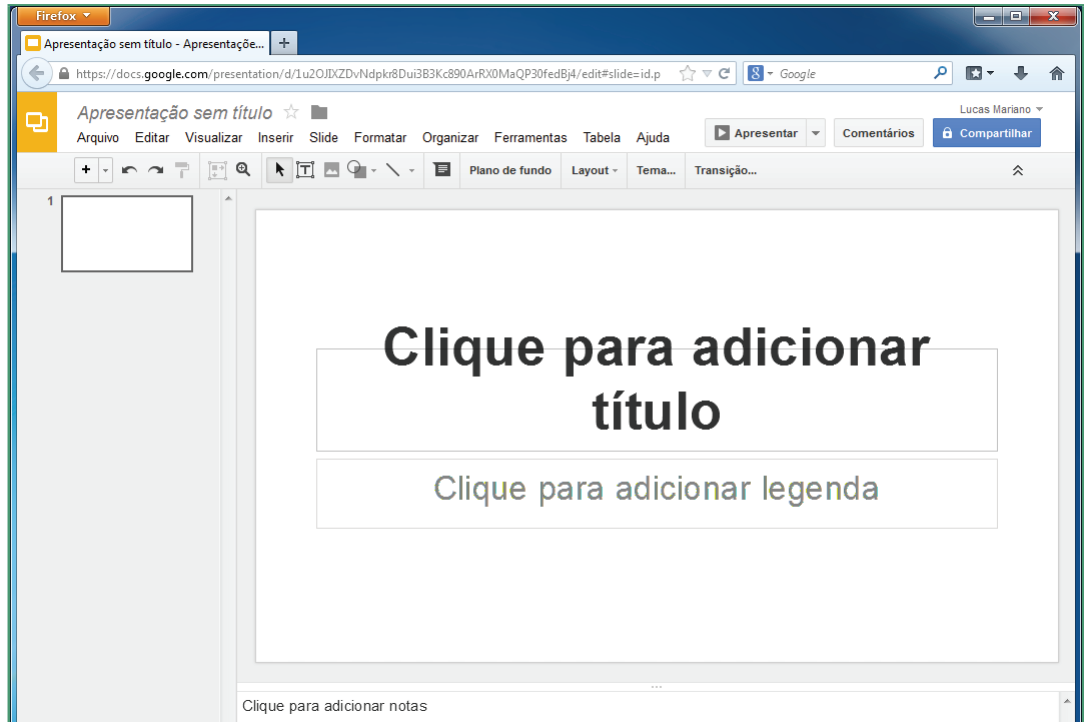 Firefox
Apresentação sem título - Apresentaçõe...
https://docs.google.com/presentation/d/1u2OJIXZDvNdpkr8Dui3B3Kc890ArRX0MaQP30fedBj4/edit#slide=id.p
Google
Apresentação sem título
Lucas Mariano
Arquivo Editar Visualizar Inserir Slide Formatar Organizar Ferramentas Tabela Ajuda
Apresentar Comentários Compartilhar
Plano de fundo Layout Tema... Transição...
1
Clique para adicionar
título
Clique para adicionar legenda
Clique para adicionar notas